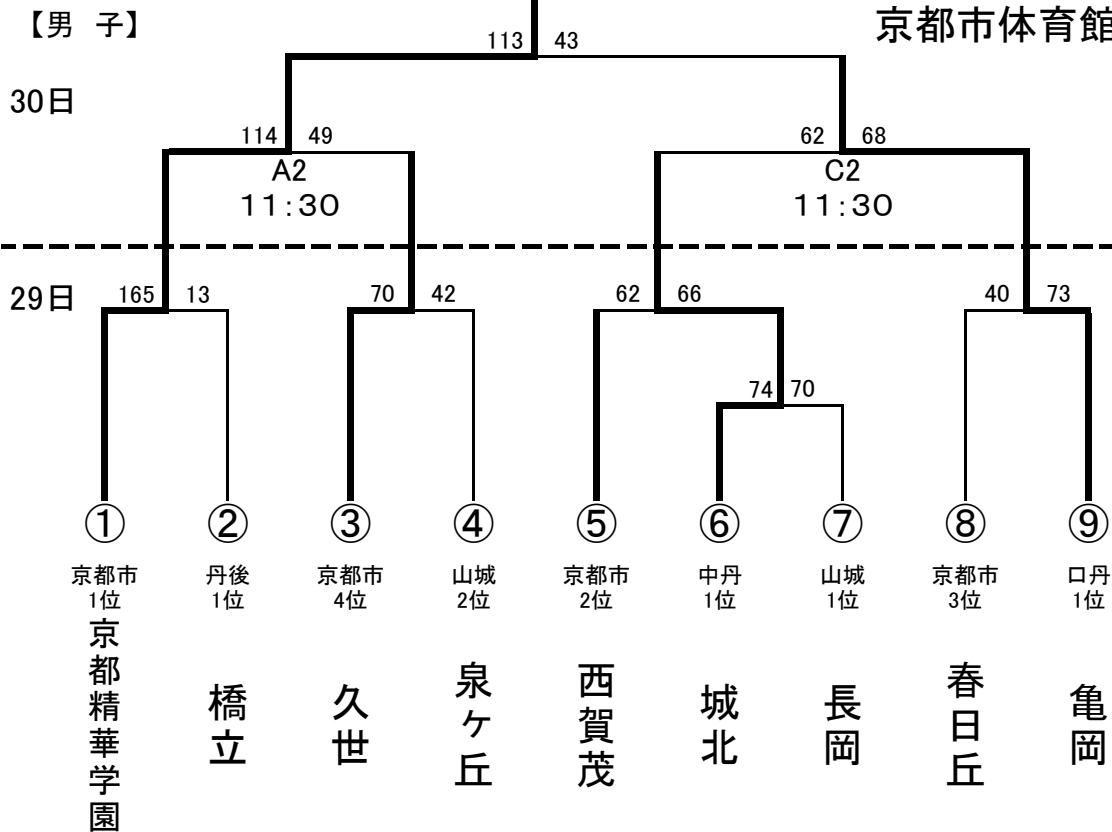 【男 子】
京都市体育館
113 43
30日
114 49
62 68
A2
C2
11:30
11:30
29日
165 13
70 42
62 66
40 73
74 70
① ② ③ ④ ⑤ ⑥ ⑦ ⑧ ⑨
京都市 丹後 京都市 山城 京都市 中丹 山城 京都市 口丹
1位 1位 4位 2位 2位 1位 1位 3位 1位
京都精華学園
橋立
久世
泉ケ丘
西賀茂
城北
長岡
春日丘
亀岡